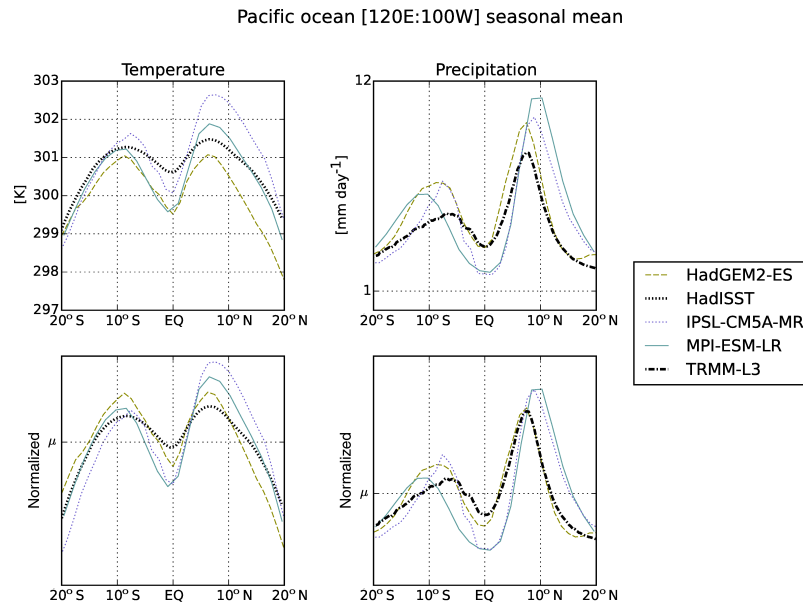 Pacific ocean [120E:100W] seasonal mean
Temperature
303
302
301
300
299
298
297
[K]
20° S 10° S EQ 10° N 20° N
Precipitation
12
1
[mm day⁻¹]
20° S 10° S EQ 10° N 20° N
HadGEM2-ES
HadISST
IPSL-CM5A-MR
MPI-ESM-LR
TRMM-L3
Normalized
μ
20° S 10° S EQ 10° N 20° N
Normalized
μ
20° S 10° S EQ 10° N 20° N